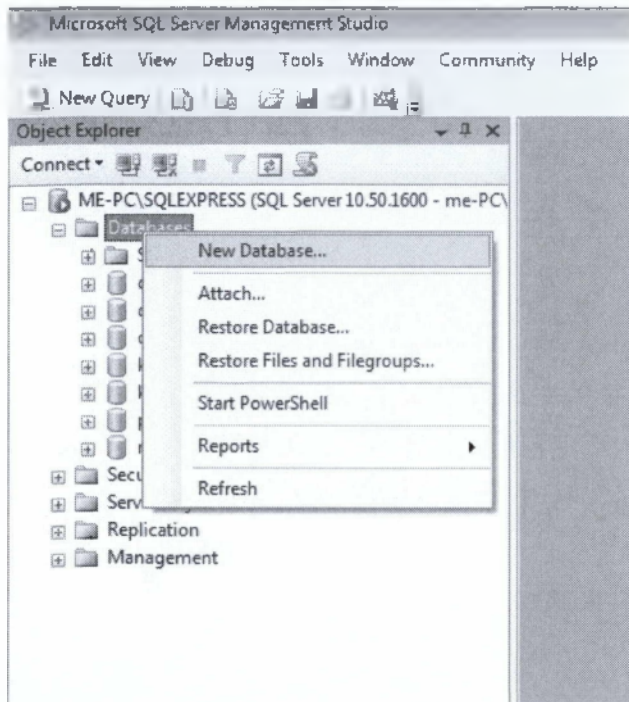 Microsoft SQL Server Management Studio
File Edit View Debug Tools Window Community Help
New Query
Object Explorer
Connect
ME-PC\SQLEXPRESS (SQL Server 10.50.1600 - me-PC\
Databases
New Database...
Attach...
Restore Database...
Restore Files and Filegroups...
Start PowerShell
Reports
Refresh
Secu
Serv
Replication
Management